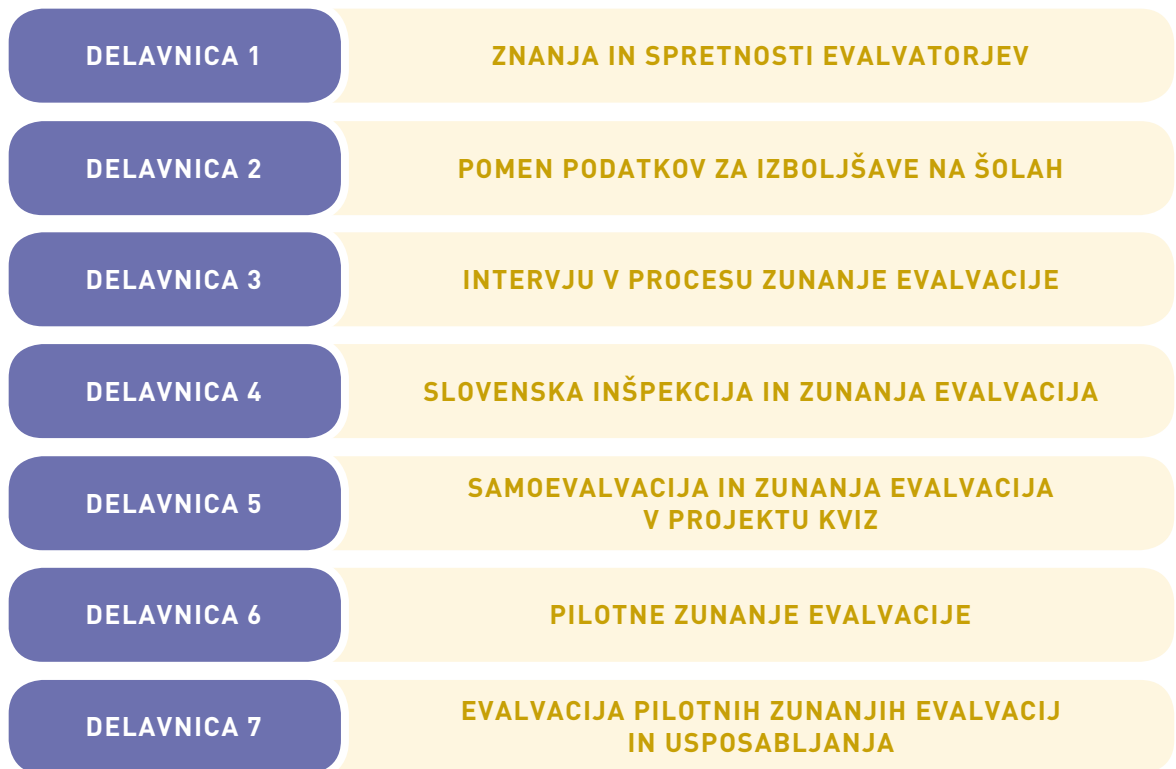 DELAVNICA 1
ZNANJA IN SPRETNOSTI EVALVATORJEV
DELAVNICA 2
POMEN PODATKOV ZA IZBOLJŠAVE NA ŠOLAH
DELAVNICA 3
INTERVJU V PROCESU ZUNANJE EVALVACIJE
DELAVNICA 4
SLOVENSKA INŠPEKCIJA IN ZUNANJA EVALVACIJA
DELAVNICA 5
SAMOEVALVACIJA IN ZUNANJA EVALVACIJA
V PROJEKTU KVIZ
DELAVNICA 6
PILOTNE ZUNANJE EVALVACIJE
DELAVNICA 7
EVALVACIJA PILOTNIH ZUNANJIH EVALVACIJ
IN USPOSABLJANJA